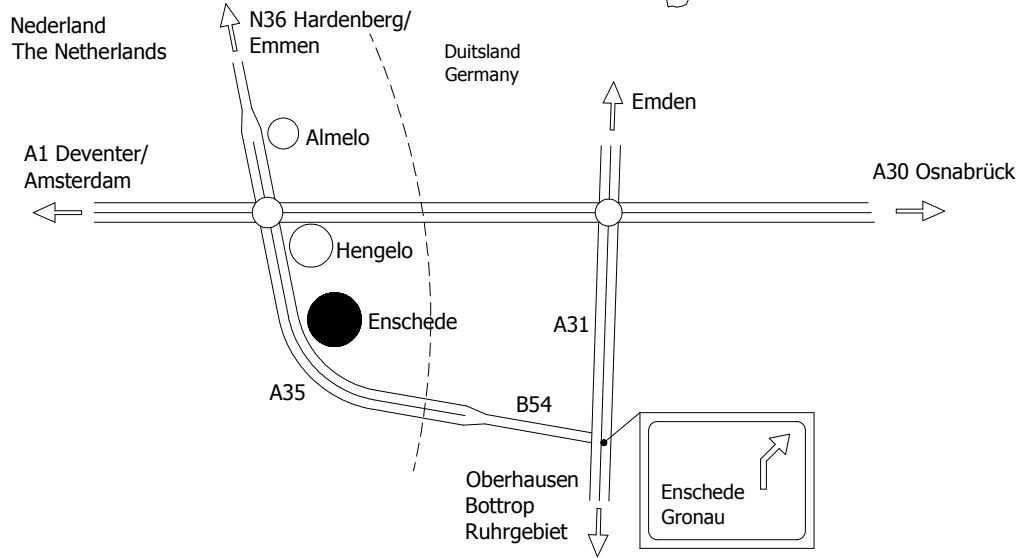 Nederland
The Netherlands
N36 Hardenberg/
Emmen
Duitsland
Germany
Emden
Almelo
A1 Deventer/
Amsterdam
A30 Osnabrück
Hengelo
Enschede
A31
A35
B54
Oberhausen
Bottrop
Ruhrgebiet
Enschede
Gronau